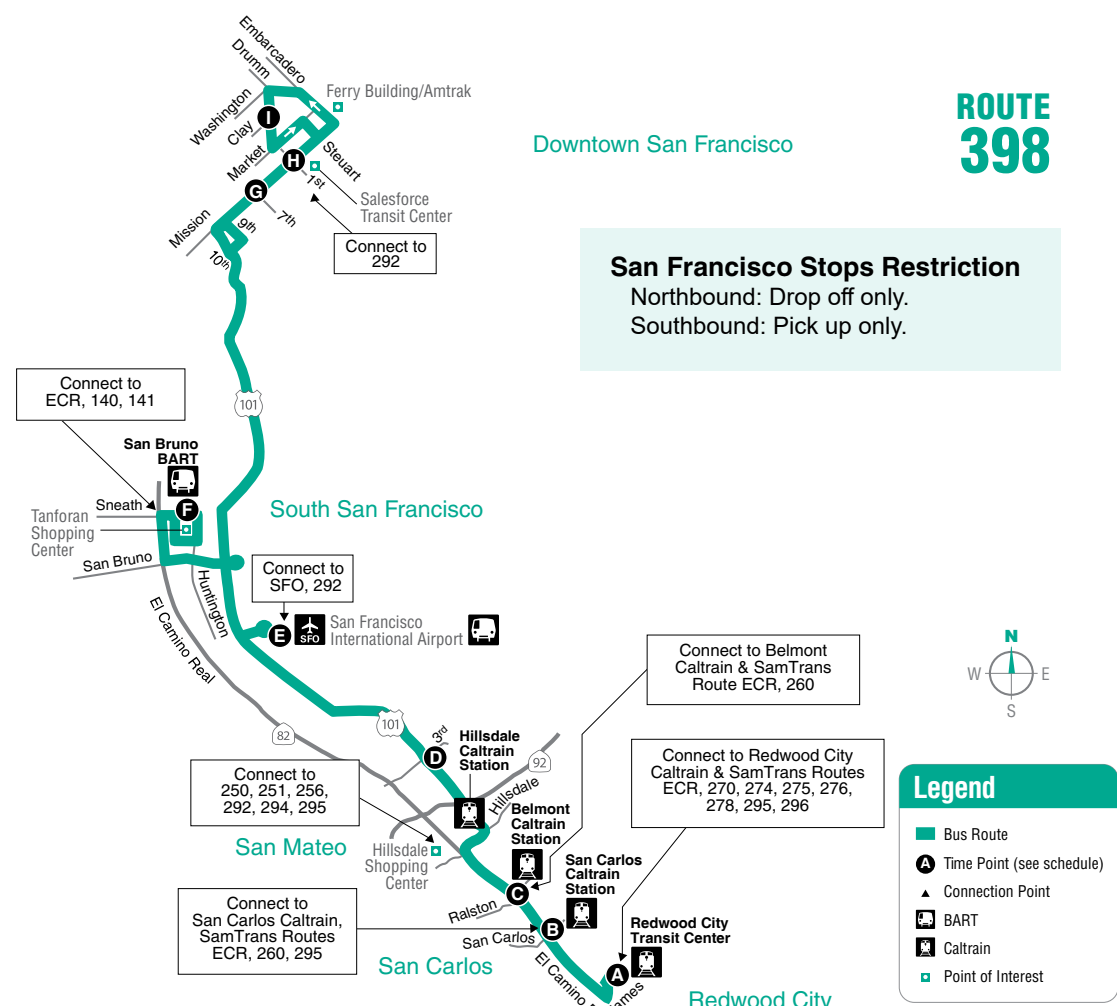 Embarcadero
Drumm
Washington
Clay
Market
Ferry Building/Amtrak
Steuart
I
H
G
1st
7th
9th
10th
Mission
Salesforce
Transit Center
Connect to
292
Downtown San Francisco
ROUTE
398
San Francisco Stops Restriction
Northbound: Drop off only.
Southbound: Pick up only.
101
Connect to
ECR, 140, 141
San Bruno
BART
Sneath
F
Tanforan
Shopping
Center
San Bruno
Huntington
El Camino Real
South San Francisco
Connect to
SFO, 292
E
SFO
San Francisco
International Airport
101
82
3rd
D
Hillsdale
Caltrain
Station
92
Hillsdale
Connect to
250, 251, 256,
292, 294, 295
San Mateo
Hillsdale
Shopping
Center
Belmont
Caltrain
Station
Connect to Belmont
Caltrain & SamTrans
Route ECR, 260
C
Ralston
San Carlos
Caltrain
Station
B
San Carlos
Connect to
San Carlos Caltrain,
SamTrans Routes
ECR, 260, 295
San Carlos
Connect to Redwood City
Caltrain & SamTrans Routes
ECR, 270, 274, 275, 276,
278, 295, 296
Redwood City
Transit Center
A
El Camino
Redwood City
N
W
E
S
Legend
Bus Route
A Time Point (see schedule)
Connection Point
BART
Caltrain
Point of Interest